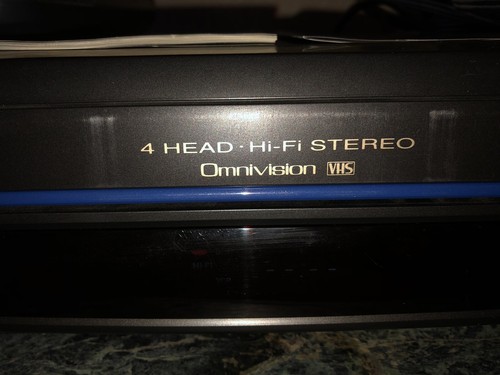 4 HEAD · Hi-Fi STEREO
Omnivision VHS